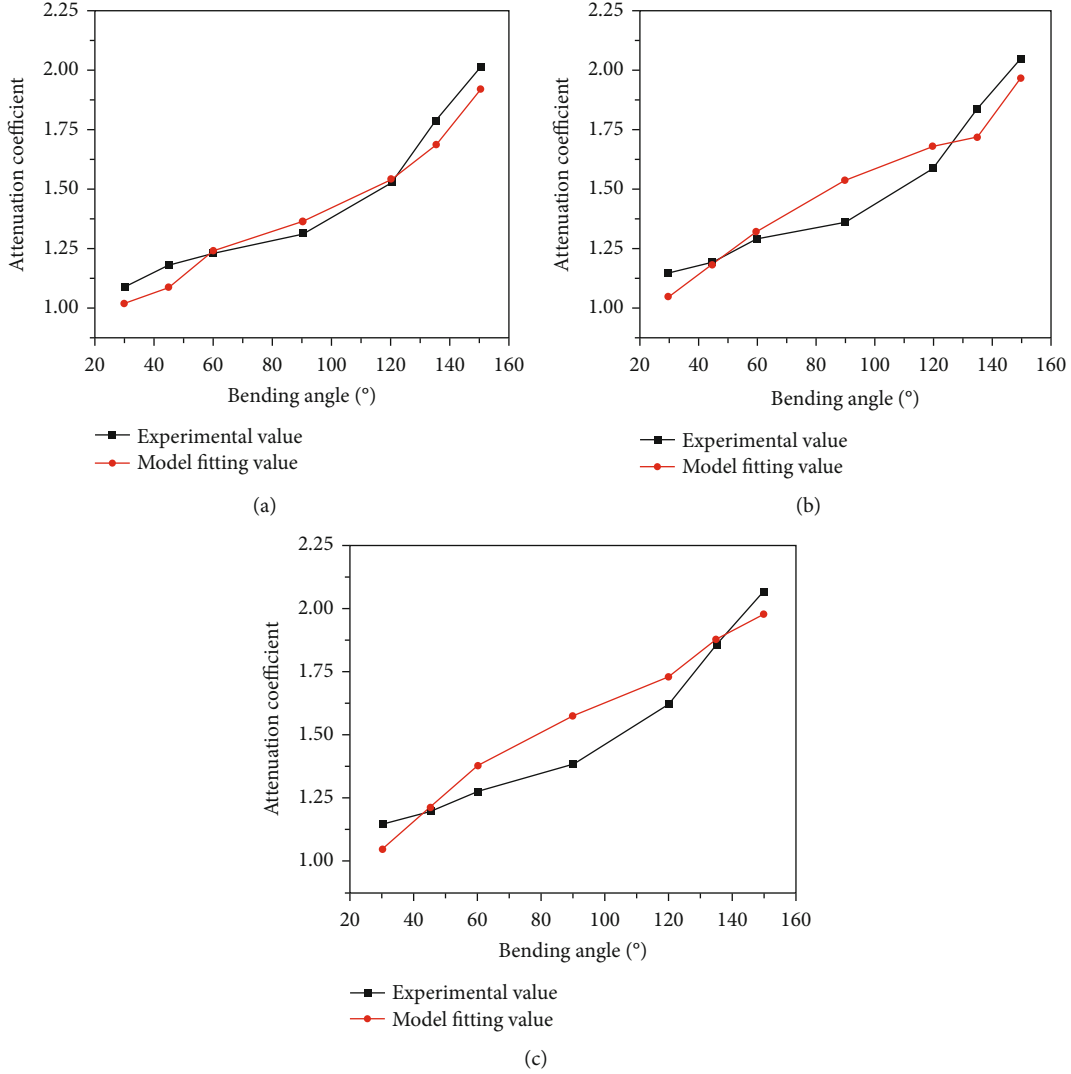 2.25
2.00
1.75
1.50
1.25
1.00
Attenuation coefficient
20 40 60 80 100 120 140 160
Bending angle (°)
Experimental value
Model fitting value
(a)
2.25
2.00
1.75
1.50
1.25
1.00
Attenuation coefficient
20 40 60 80 100 120 140 160
Bending angle (°)
Experimental value
Model fitting value
(b)
2.25
2.00
1.75
1.50
1.25
1.00
Attenuation coefficient
20 40 60 80 100 120 140 160
Bending angle (°)
Experimental value
Model fitting value
(c)